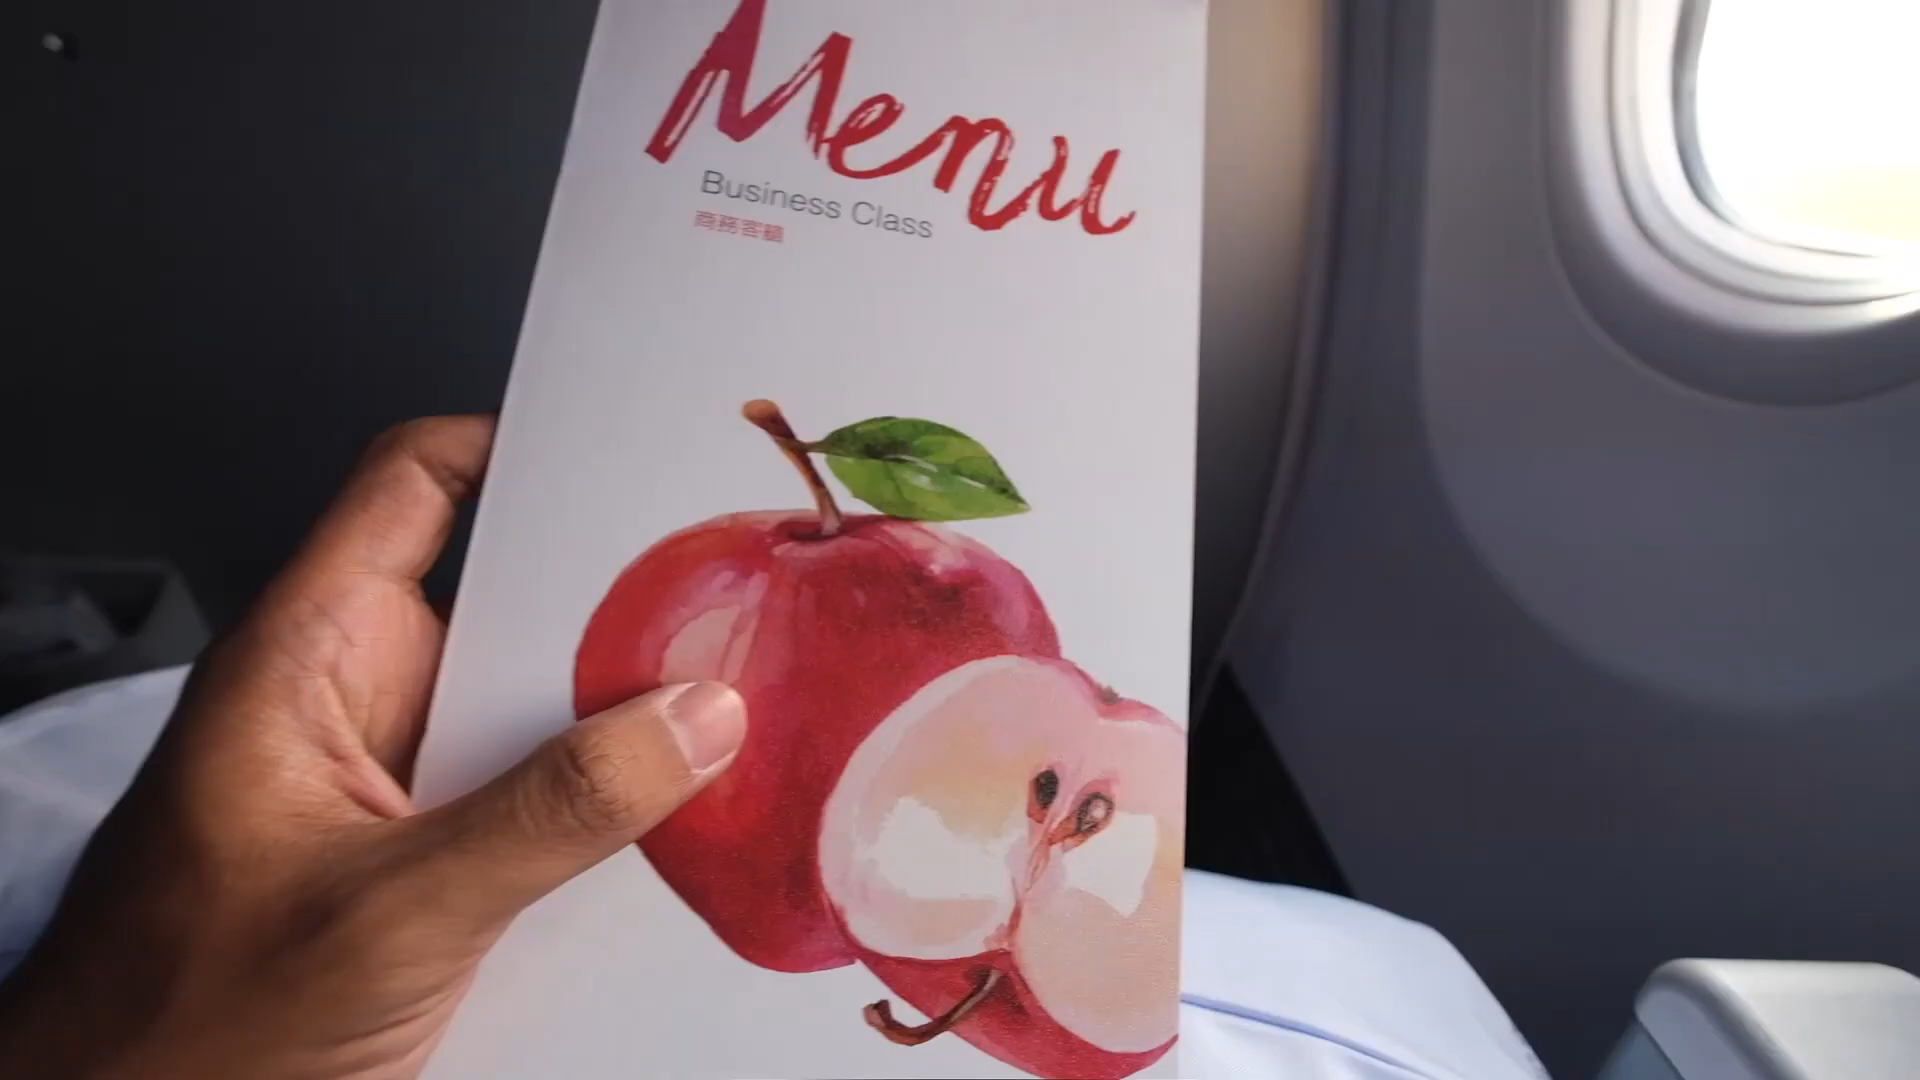 Menu
Business Class
商務客艙